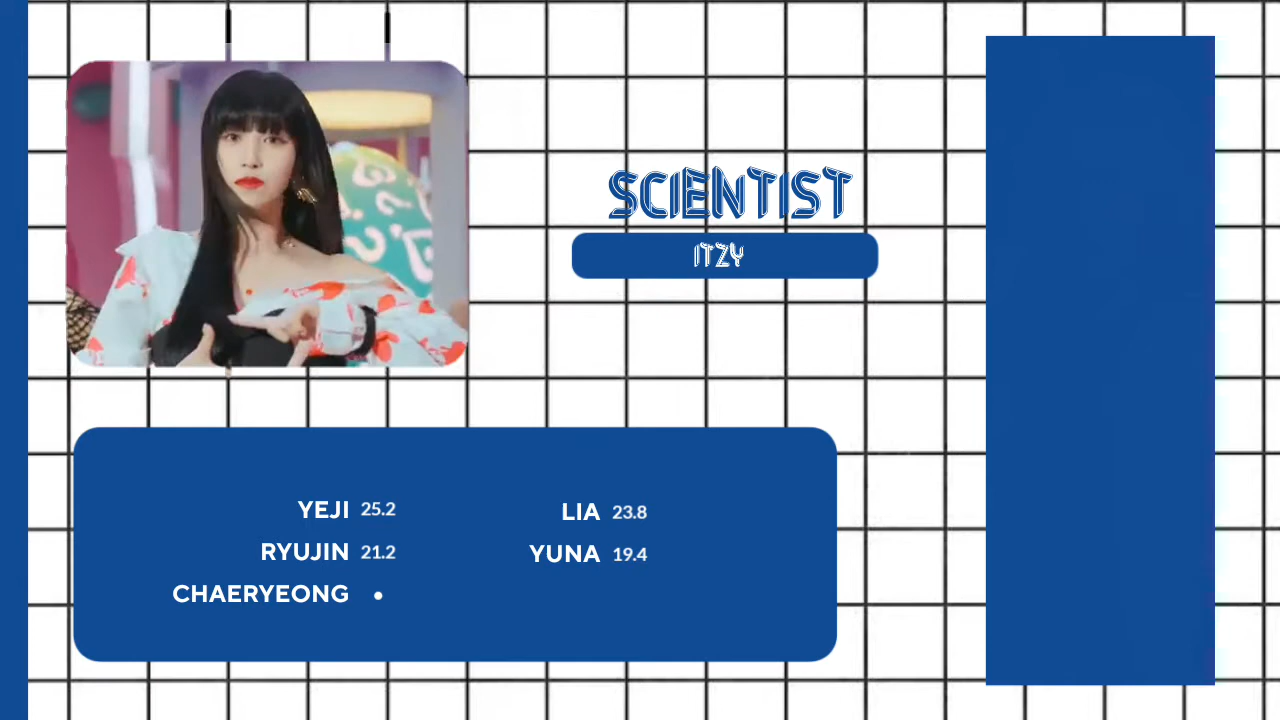 SCIENTIST
ITZY
YEJI 25.2
RYUJIN 21.2
CHAERYEONG •
LIA 23.8
YUNA 19.4